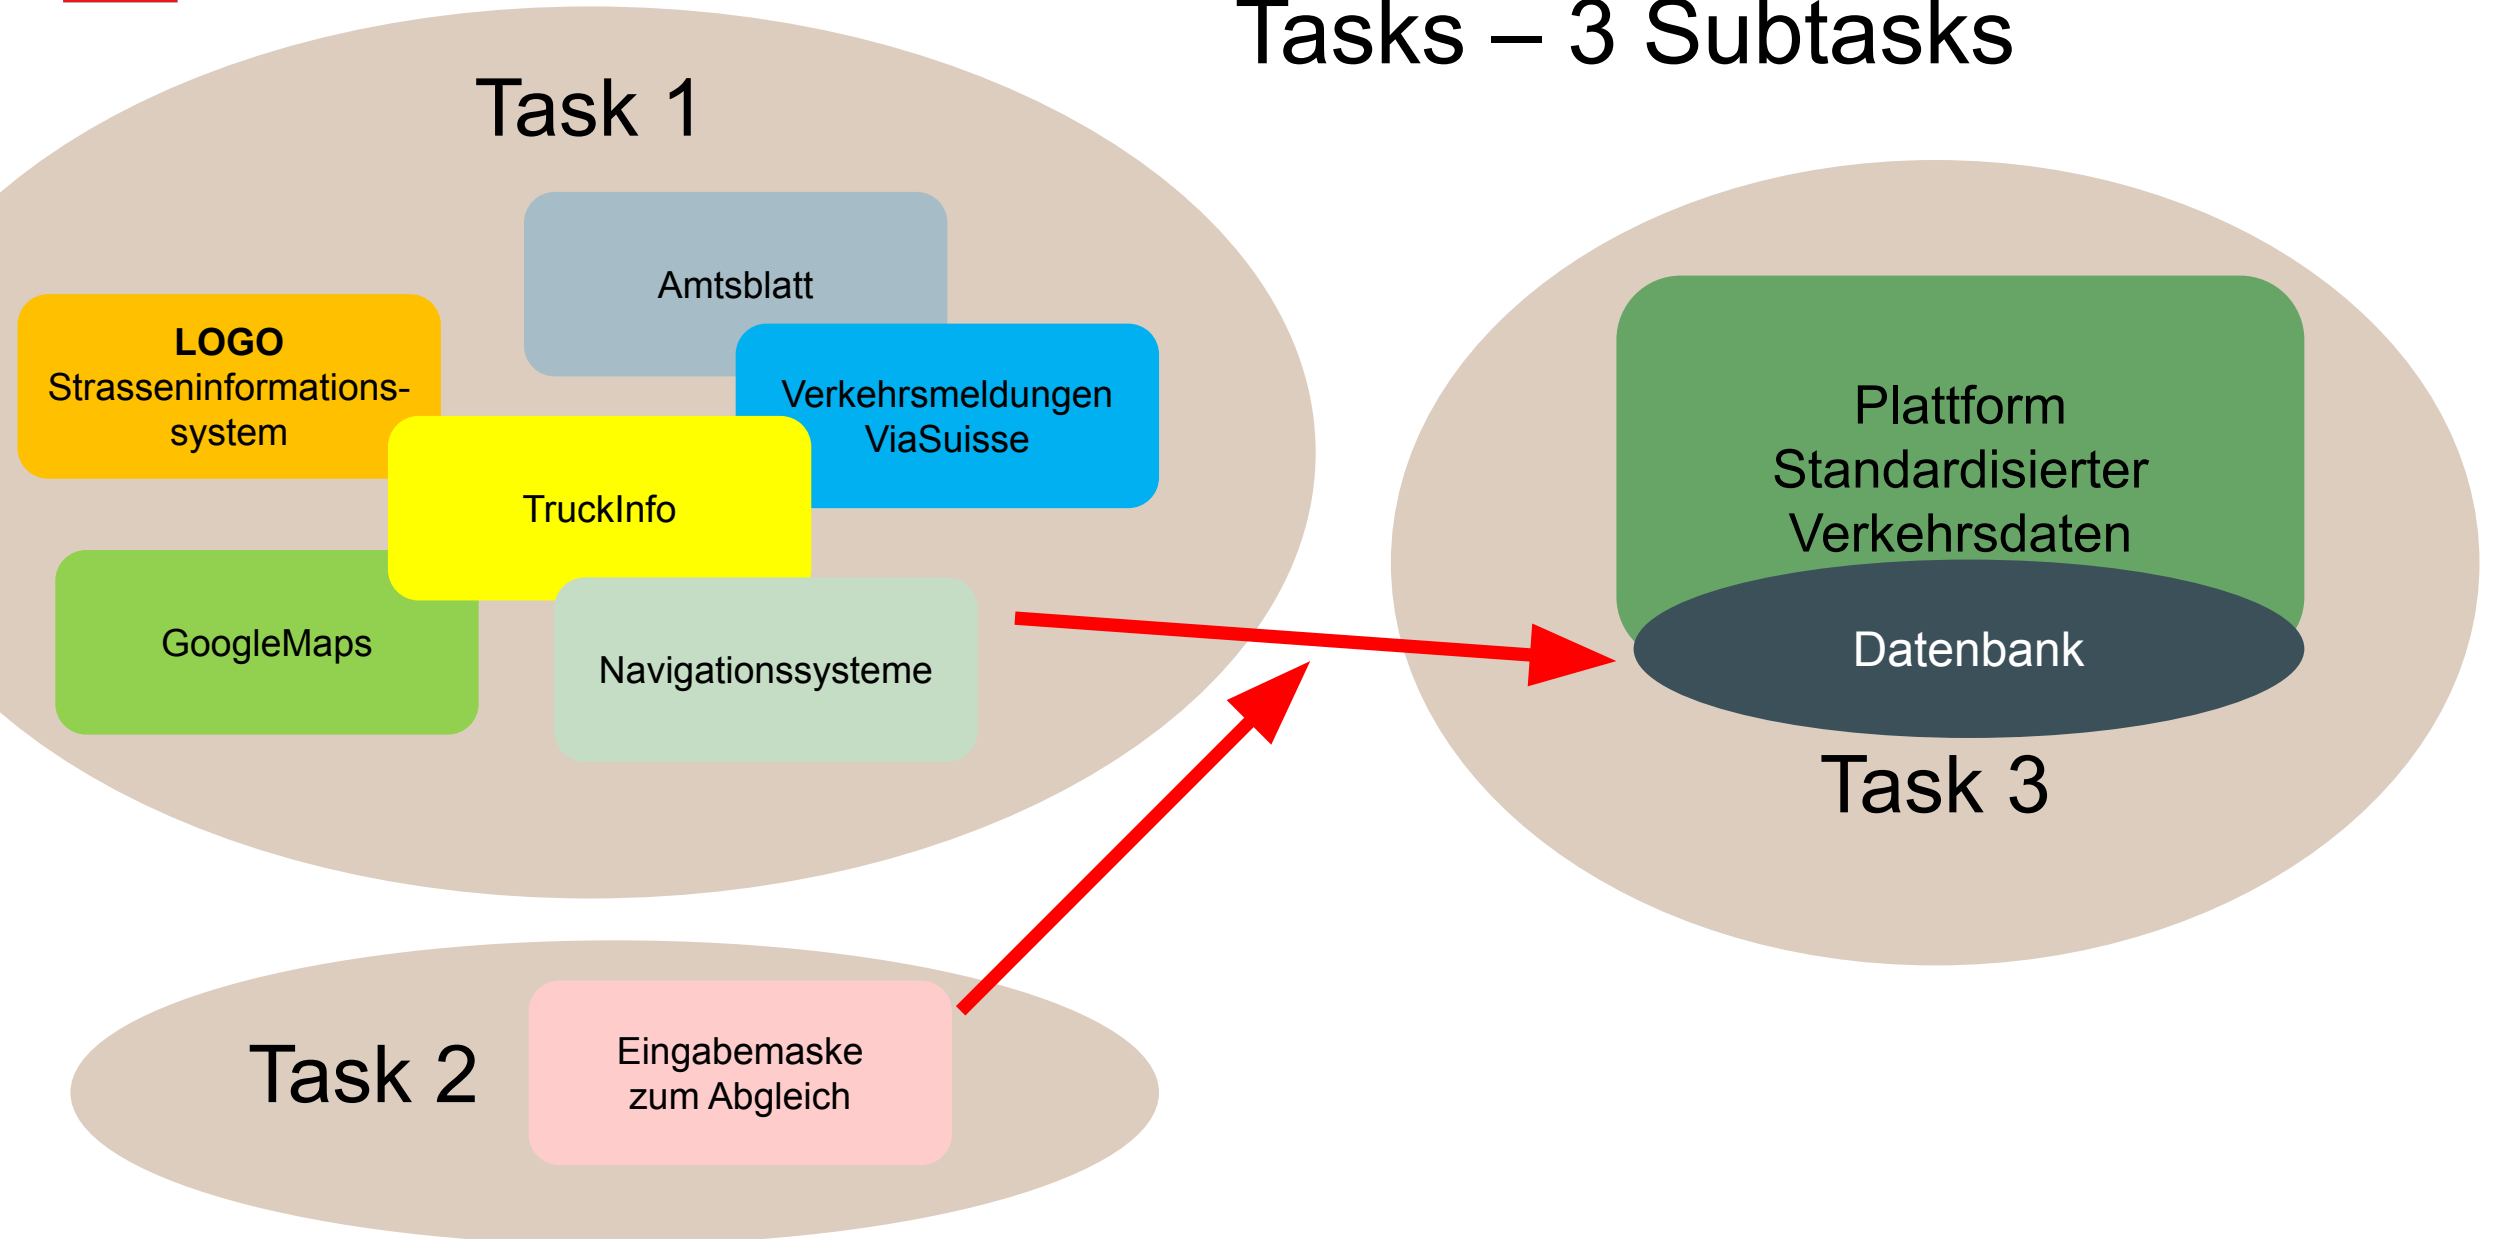 Tasks – 3 Subtasks
Task 1
Amtsblatt
LOGO
Strasseninformations-
system
Verkehrsmeldungen
ViaSuisse
TruckInfo
GoogleMaps
Navigationssysteme
Plattform
Standardisierter
Verkehrsdaten
Datenbank
Task 3
Task 2
Eingabemaske
zum Abgleich